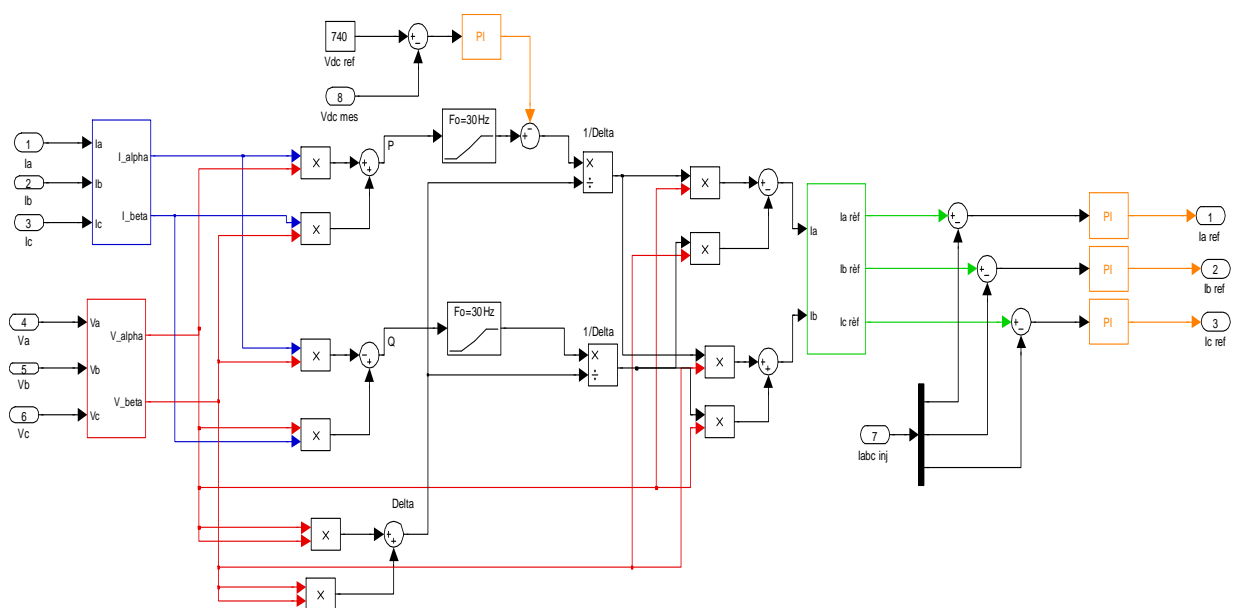 740
Vdc ref
PI
8
Vdc mes
1
Ia
2
Ib
3
Ic
Ia
Ib
Ic
I_alpha
I_beta
X
X
P
Fo=30Hz
1/Delta
X
÷
X
X
Ia
Ib
Ia rèf
Ib rèf
Ic rèf
PI
1
Ia ref
PI
2
Ib ref
PI
3
Ic ref
4
Va
5
Vb
6
Vc
Va
Vb
Vc
V_alpha
V_beta
X
X
Q
Fo=30Hz
1/Delta
X
÷
X
X
7
Iabc inj
Delta
X
X